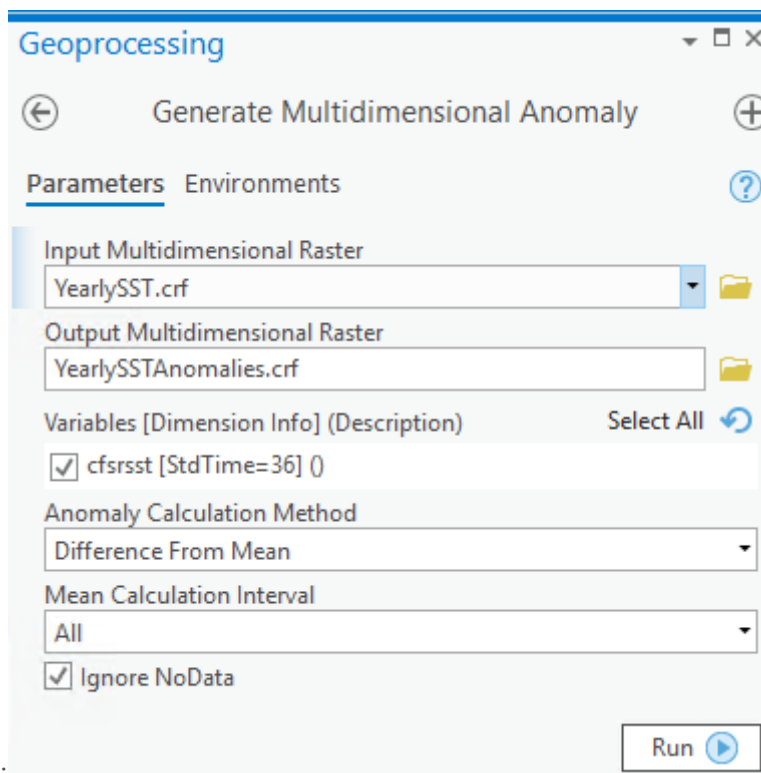 Geoprocessing
Generate Multidimensional Anomaly
Parameters Environments
Input Multidimensional Raster
YearlySST.crf
Output Multidimensional Raster
YearlySSTAnomalies.crf
Variables [Dimension Info] (Description) Select All
cfsrsst [StdTime=36] ()
Anomaly Calculation Method
Difference From Mean
Mean Calculation Interval
All
Ignore NoData
Run
.